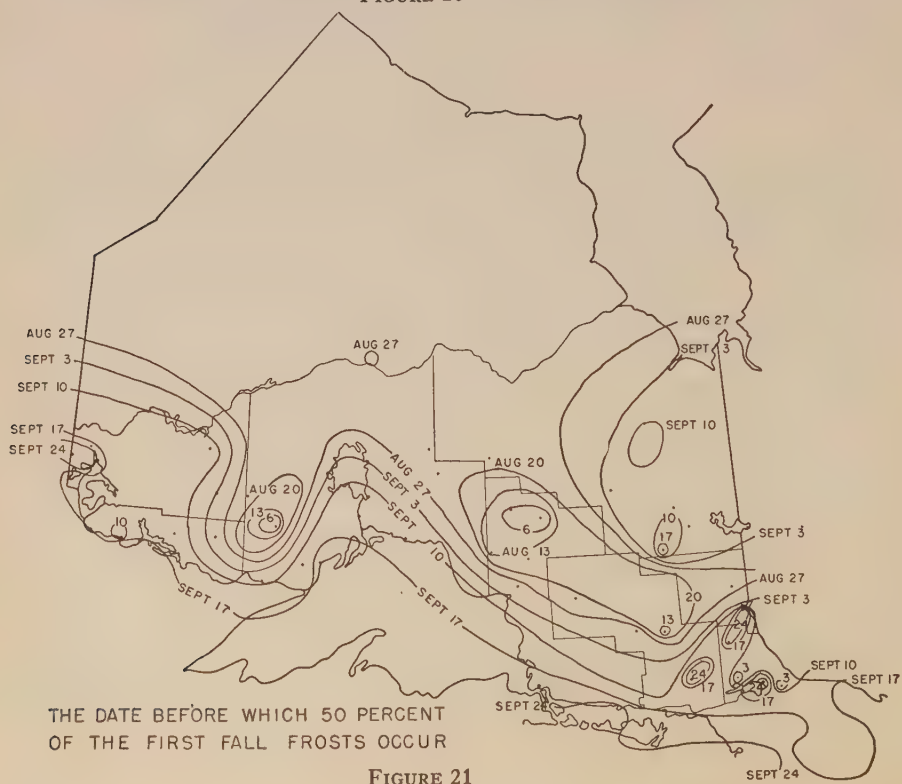 AUG 27
SEPT 3
SEPT 10
SEPT 17
SEPT 24
AUG 27
AUG 27
SEPT 3
SEPT 10
AUG 20
13
6
10
SEPT 17
AUG 27
SEPT 3
SEPT
10
SEPT 17
AUG 20
6
AUG 13
10
17
SEPT 3
AUG 27
SEPT 3
20
13
24
17
24
17
3
24
17
3
SEPT 10
SEPT 17
SEPT 24
SEPT 24
THE DATE BEFORE WHICH 50 PERCENT
OF THE FIRST FALL FROSTS OCCUR
FIGURE 21